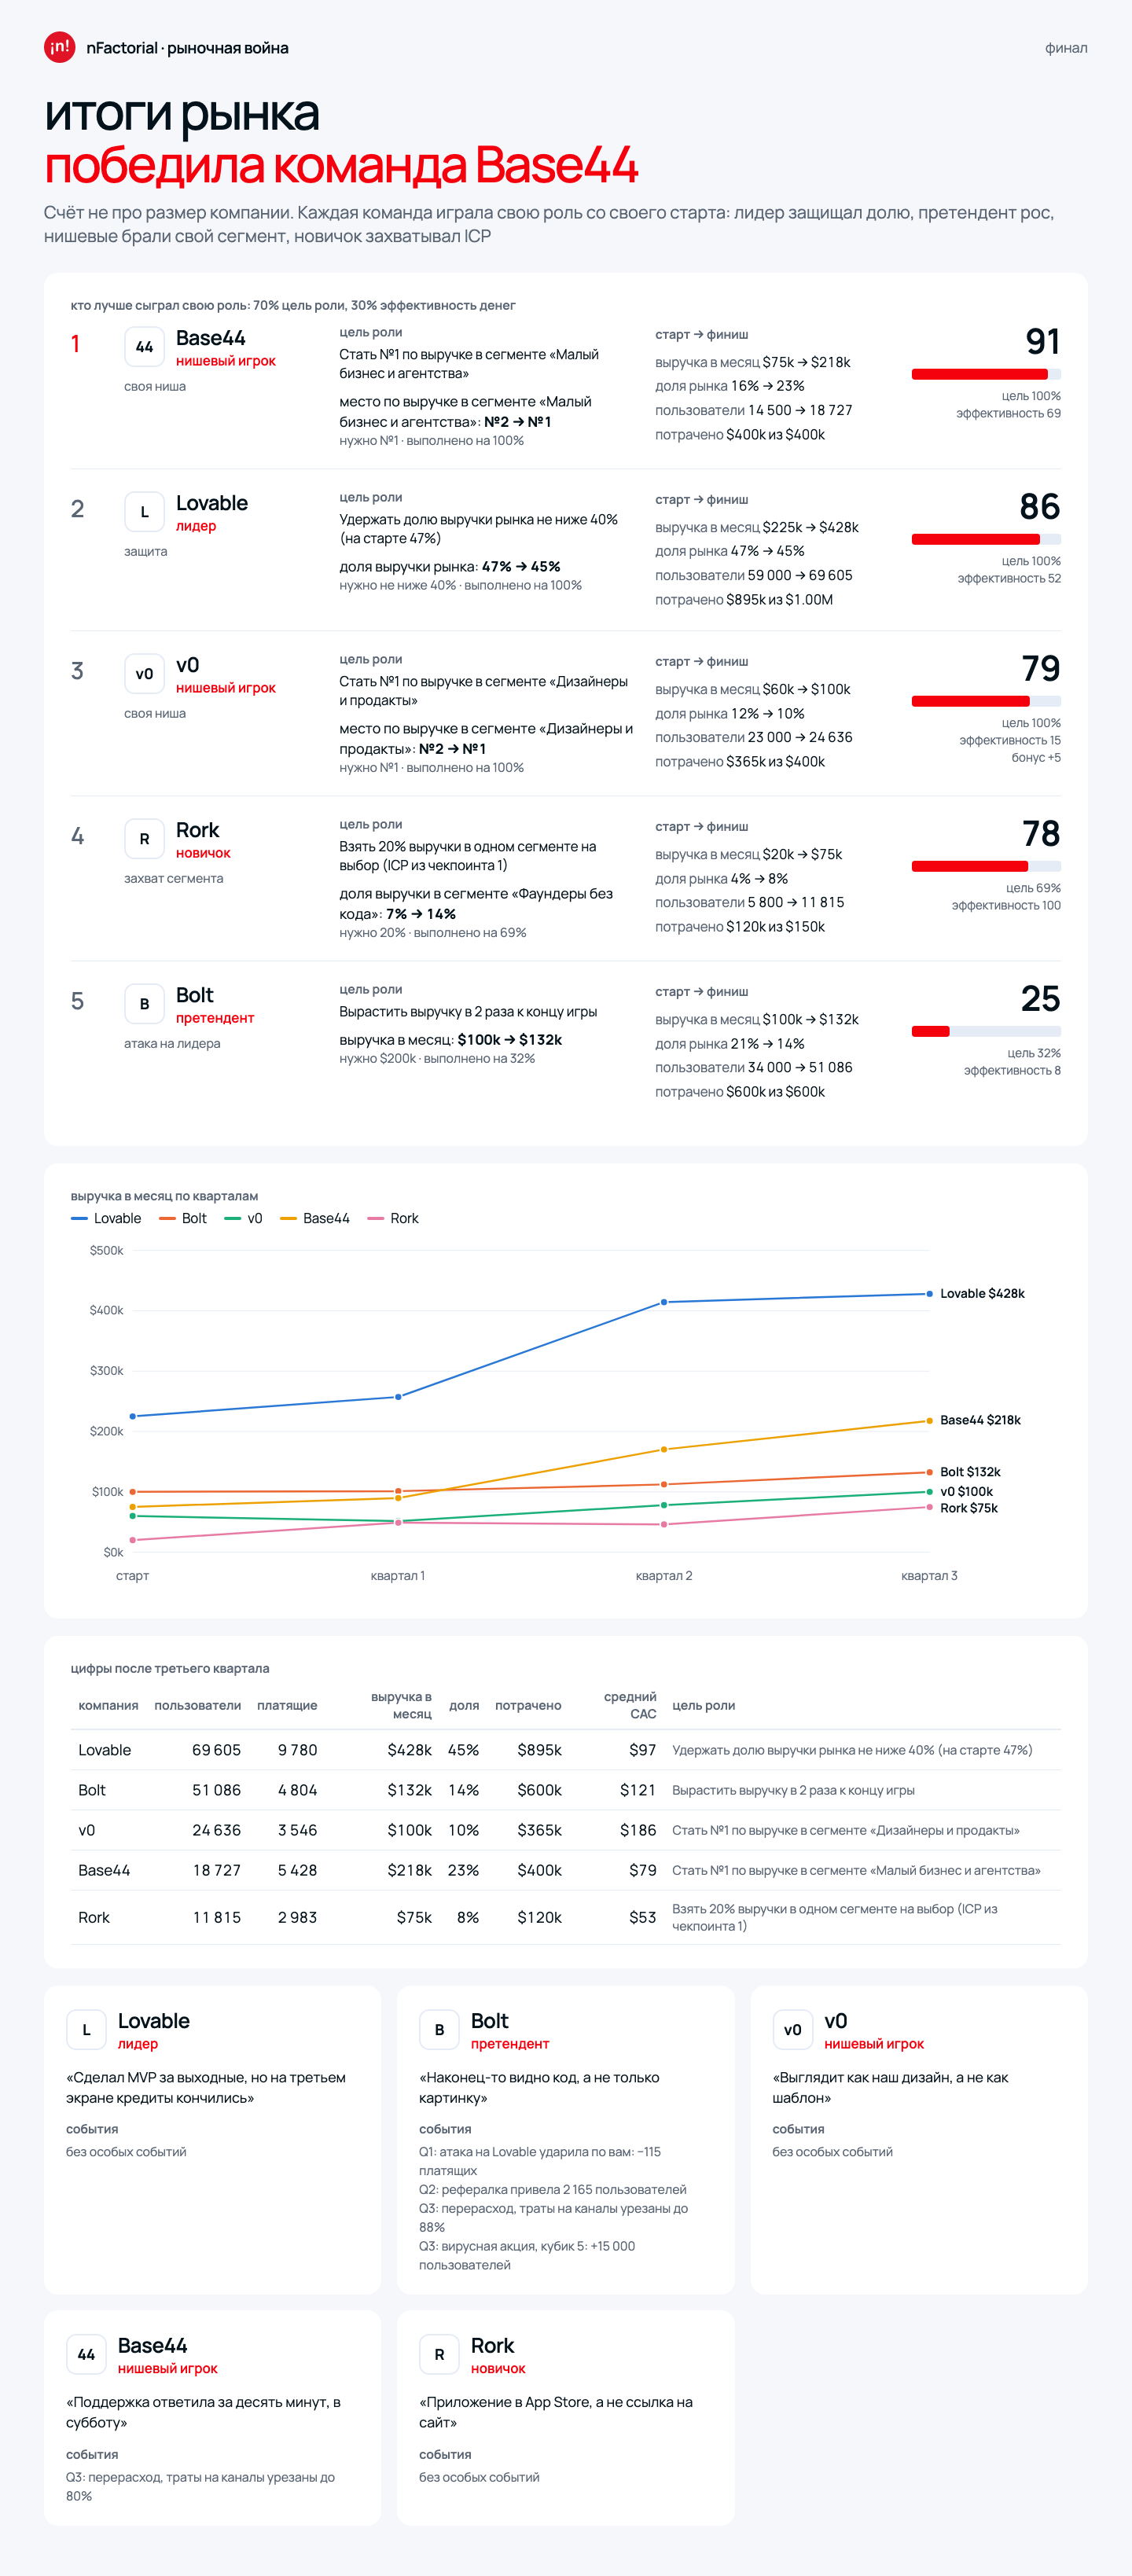 ¡n!
nFactorial · рыночная война
финал
итоги рынка
победила команда Base44
Счёт не про размер компании. Каждая команда играла свою роль со своего старта: лидер защищал долю, претендент рос,
нишевые брали свой сегмент, новичок захватывал ICP
кто лучше сыграл свою роль: 70% цель роли, 30% эффективность денег
1
44
Base44
нишевый игрок
своя ниша
цель роли
Стать №1 по выручке в сегменте «Малый
бизнес и агентства»
место по выручке в сегменте «Малый
бизнес и агентства»: №2 → №1
нужно №1 · выполнено на 100%
старт → финиш
выручка в месяц $75k → $218k
доля рынка 16% → 23%
пользователи 14 500 → 18 727
потрачено $400k из $400k
91
цель 100%
эффективность 69
2
L
Lovable
лидер
защита
цель роли
Удержать долю выручки рынка не ниже 40%
(на старте 47%)
доля выручки рынка: 47% → 45%
нужно не ниже 40% · выполнено на 100%
старт → финиш
выручка в месяц $225k → $428k
доля рынка 47% → 45%
пользователи 59 000 → 69 605
потрачено $895k из $1.00M
86
цель 100%
эффективность 52
3
v0
v0
нишевый игрок
своя ниша
цель роли
Стать №1 по выручке в сегменте «Дизайнеры
и продакты»
место по выручке в сегменте «Дизайнеры и
продакты»: №2 → №1
нужно №1 · выполнено на 100%
старт → финиш
выручка в месяц $60k → $100k
доля рынка 12% → 10%
пользователи 23 000 → 24 636
потрачено $365k из $400k
79
цель 100%
эффективность 15
бонус +5
4
R
Rork
новичок
захват сегмента
цель роли
Взять 20% выручки в одном сегменте на
выбор (ICP из чекпоинта 1)
доля выручки в сегменте «Фаундеры без
кода»: 7% → 14%
нужно 20% · выполнено на 69%
старт → финиш
выручка в месяц $20k → $75k
доля рынка 4% → 8%
пользователи 5 800 → 11 815
потрачено $120k из $150k
78
цель 69%
эффективность 100
5
B
Bolt
претендент
атака на лидера
цель роли
Вырастить выручку в 2 раза к концу игры
выручка в месяц: $100k → $132k
нужно $200k · выполнено на 32%
старт → финиш
выручка в месяц $100k → $132k
доля рынка 21% → 14%
пользователи 34 000 → 51 086
потрачено $600k из $600k
25
цель 32%
эффективность 8
выручка в месяц по кварталам
Lovable Bolt v0 Base44 Rork
$500k
$400k
$300k
$200k
$100k
$0k
Lovable $428k
Base44 $218k
Bolt $132k
v0 $100k
Rork $75k
старт квартал 1 квартал 2 квартал 3
цифры после третьего квартала
компания пользователи платящие выручка в месяц доля потрачено средний CAC цель роли
Lovable 69 605 9 780 $428k 45% $895k $97 Удержать долю выручки рынка не ниже 40% (на старте 47%)
Bolt 51 086 4 804 $132k 14% $600k $121 Вырастить выручку в 2 раза к концу игры
v0 24 636 3 546 $100k 10% $365k $186 Стать №1 по выручке в сегменте «Дизайнеры и продакты»
Base44 18 727 5 428 $218k 23% $400k $79 Стать №1 по выручке в сегменте «Малый бизнес и агентства»
Rork 11 815 2 983 $75k 8% $120k $53 Взять 20% выручки в одном сегменте на выбор (ICP из
чекпоинта 1)
L
Lovable
лидер
«Сделал MVP за выходные, но на третьем
экране кредиты кончились»
события
без особых событий
B
Bolt
претендент
«Наконец-то видно код, а не только
картинку»
события
Q1: атака на Lovable ударила по вам: −115
платящих
Q2: рефералка привела 2 165 пользователей
Q3: перерасход, траты на каналы урезаны до
88%
Q3: вирусная акция, кубик 5: +15 000
пользователей
v0
v0
нишевый игрок
«Выглядит как наш дизайн, а не как
шаблон»
события
без особых событий
44
Base44
нишевый игрок
«Поддержка ответила за десять минут, в
субботу»
события
Q3: перерасход, траты на каналы урезаны до
80%
R
Rork
новичок
«Приложение в App Store, а не ссылка на
сайт»
события
без особых событий